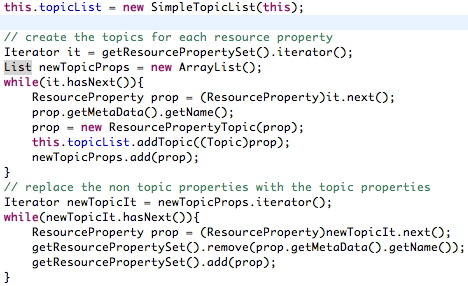 this.topicList = new SimpleTopicList(this);

// create the topics for each resource property
Iterator it = getResourcePropertySet().iterator();
List newTopicProps = new ArrayList();
while(it.hasNext()){
    ResourceProperty prop = (ResourceProperty)it.next();
    prop.getMetaData().getName();
    prop = new ResourcePropertyTopic(prop);
    this.topicList.addTopic((Topic)prop);
    newTopicProps.add(prop);
}
// replace the non topic properties with the topic properties
Iterator newTopicIt = newTopicProps.iterator();
while(newTopicIt.hasNext()){
    ResourceProperty prop = (ResourceProperty)newTopicIt.next();
    getResourcePropertySet().remove(prop.getMetaData().getName());
    getResourcePropertySet().add(prop);
}